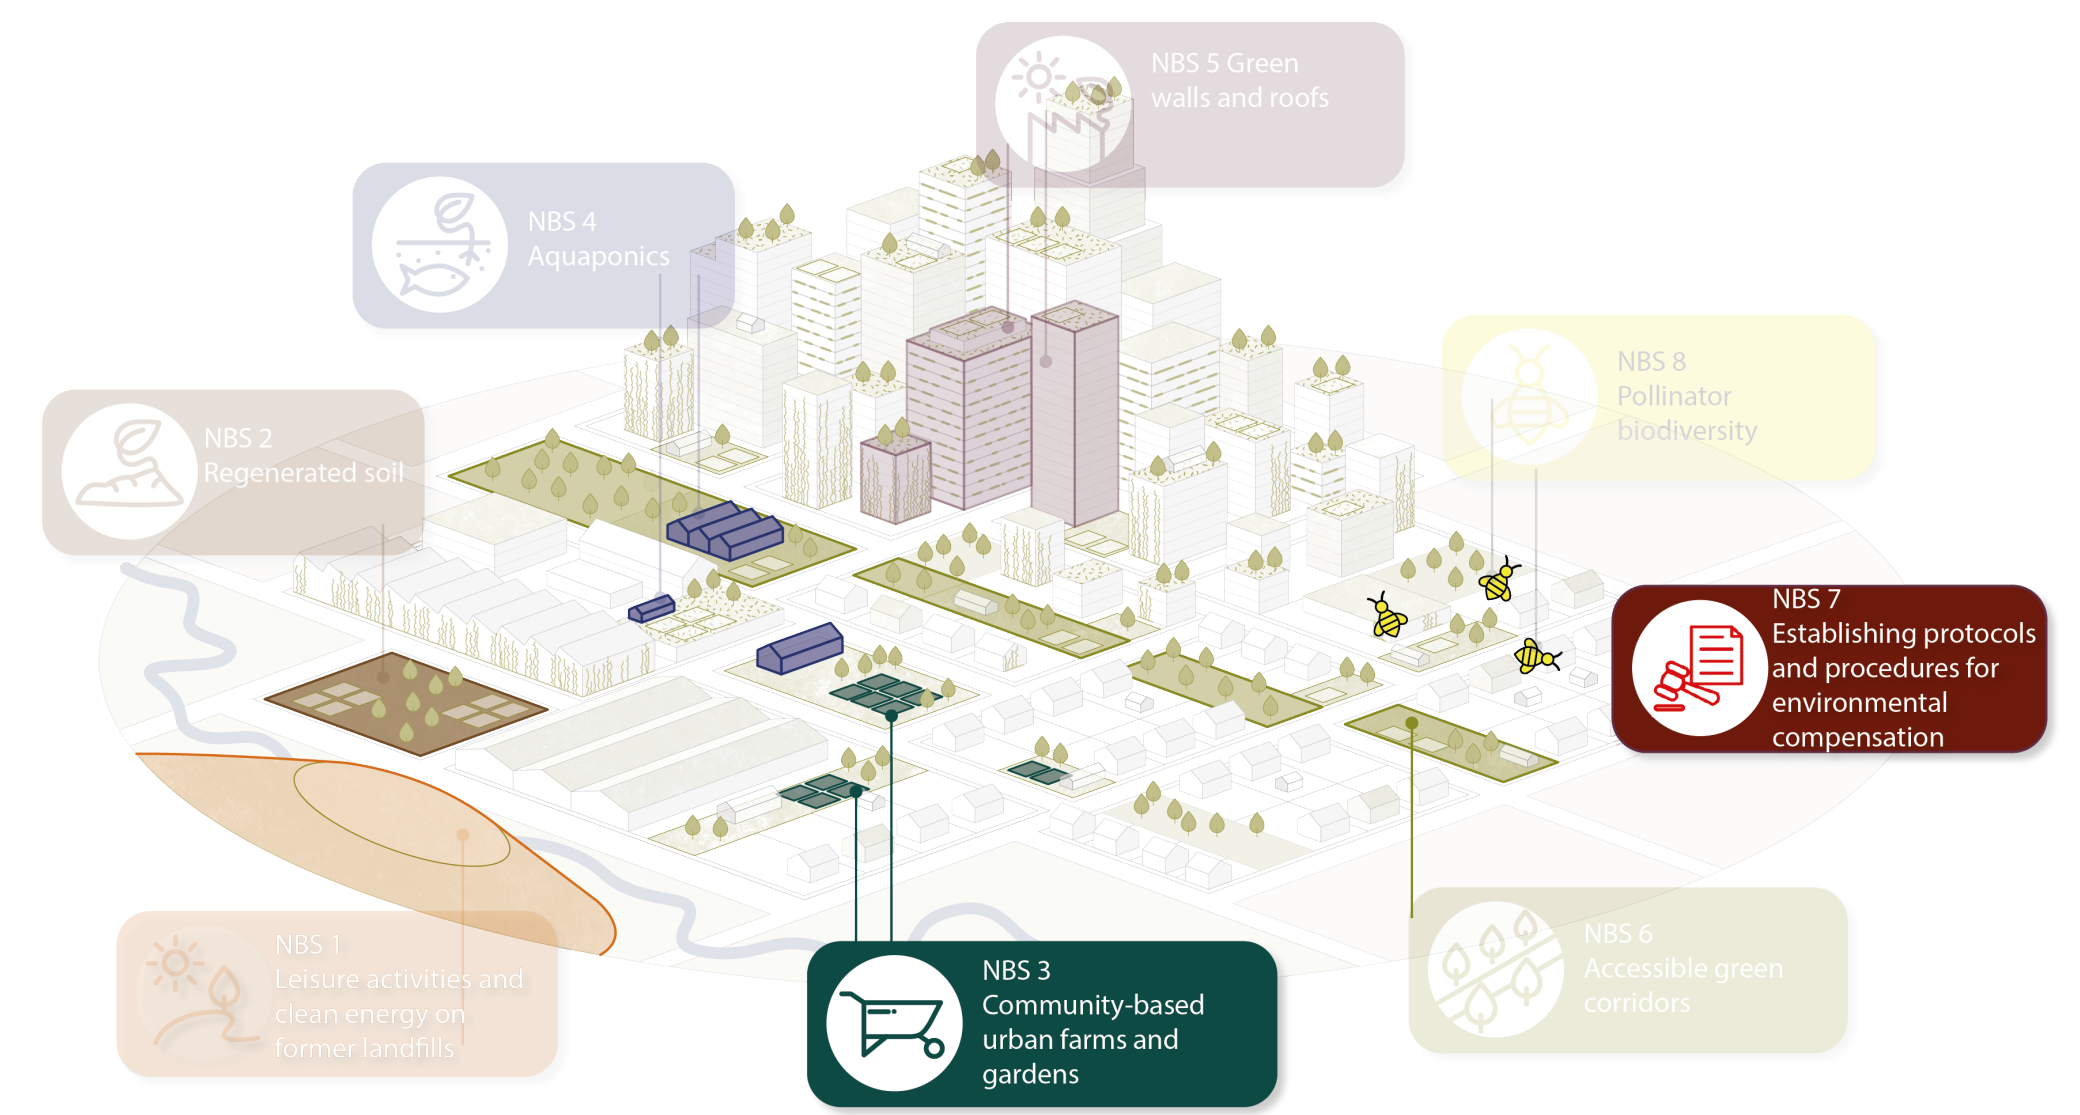 NBS 5 Green
walls and roofs
NBS 4
Aquaponics
NBS 8
Pollinator
biodiversity
NBS 2
Regenerated soil
NBS 7
Establishing protocols
and procedures for
environmental
compensation
NBS 1
Leisure activities and
clean energy on
former landfills
NBS 3
Community-based
urban farms and
gardens
NBS 6
Accessible green
corridors